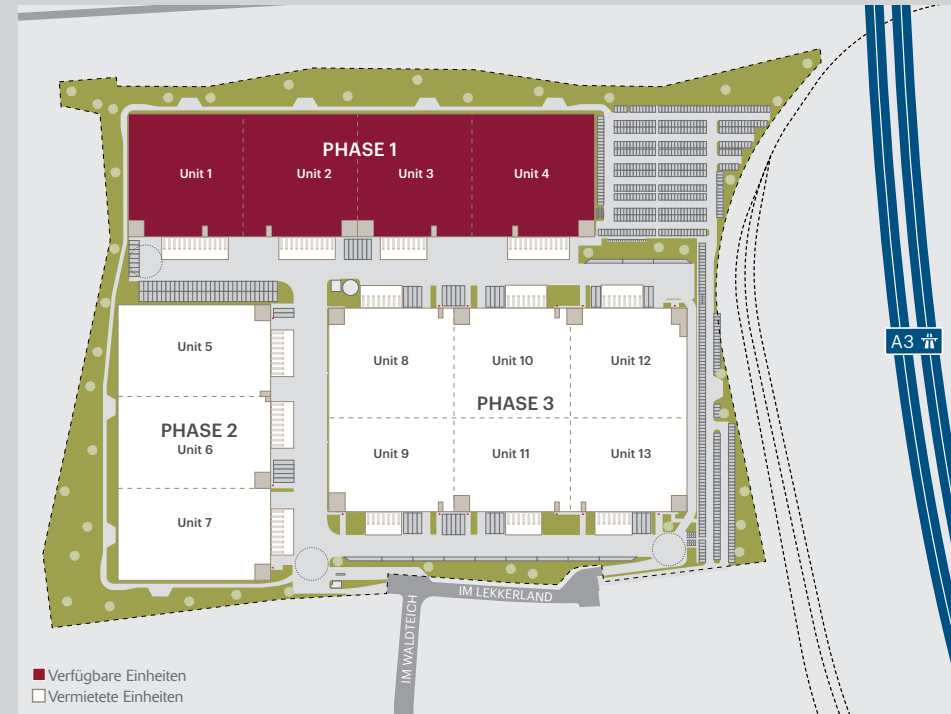 PHASE 1
Unit 1
Unit 2
Unit 3
Unit 4
Unit 5
PHASE 2
Unit 6
Unit 7
Unit 8
Unit 10
Unit 12
PHASE 3
Unit 9
Unit 11
Unit 13
A3
IM LEKKERLAND
IM WALDTEICH
Verfügbare Einheiten
Vermietete Einheiten